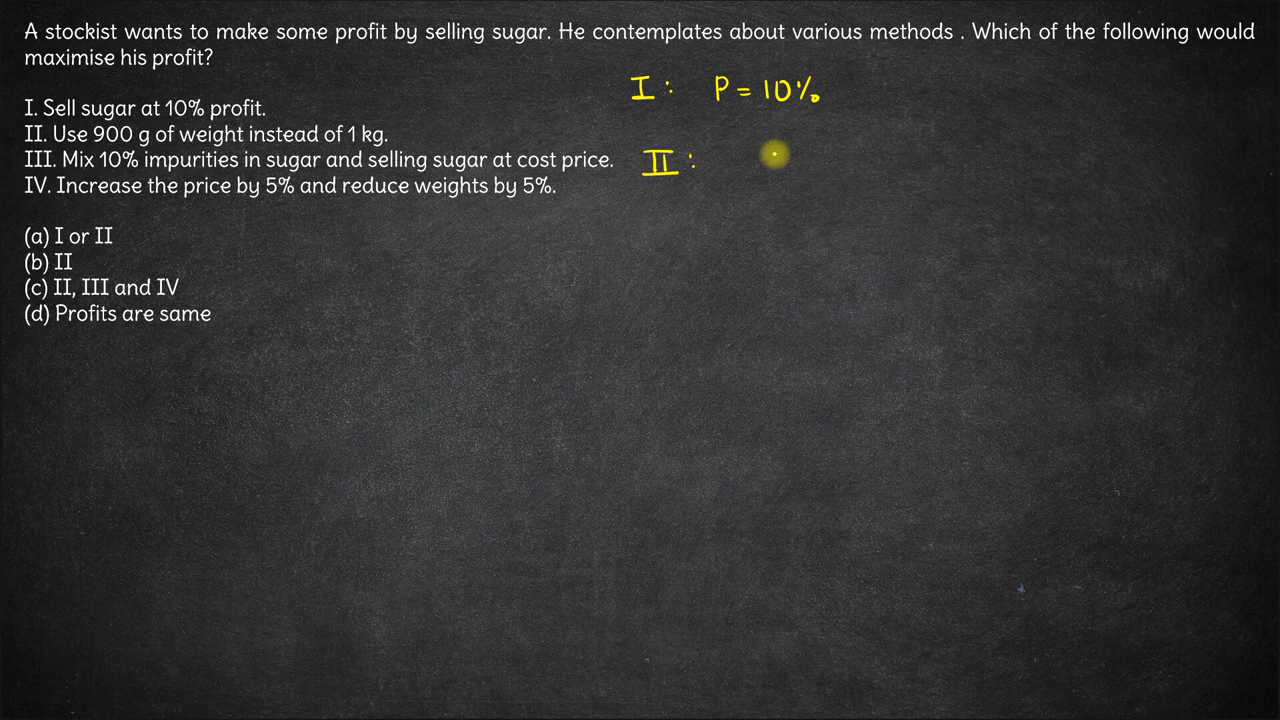 A stockist wants to make some profit by selling sugar. He contemplates about various methods . Which of the following would
maximise his profit?
I : P = 10%
I. Sell sugar at 10% profit.
II. Use 900 g of weight instead of 1 kg.
III. Mix 10% impurities in sugar and selling sugar at cost price.
II :
IV. Increase the price by 5% and reduce weights by 5%.
(a) I or II
(b) II
(c) II, III and IV
(d) Profits are same